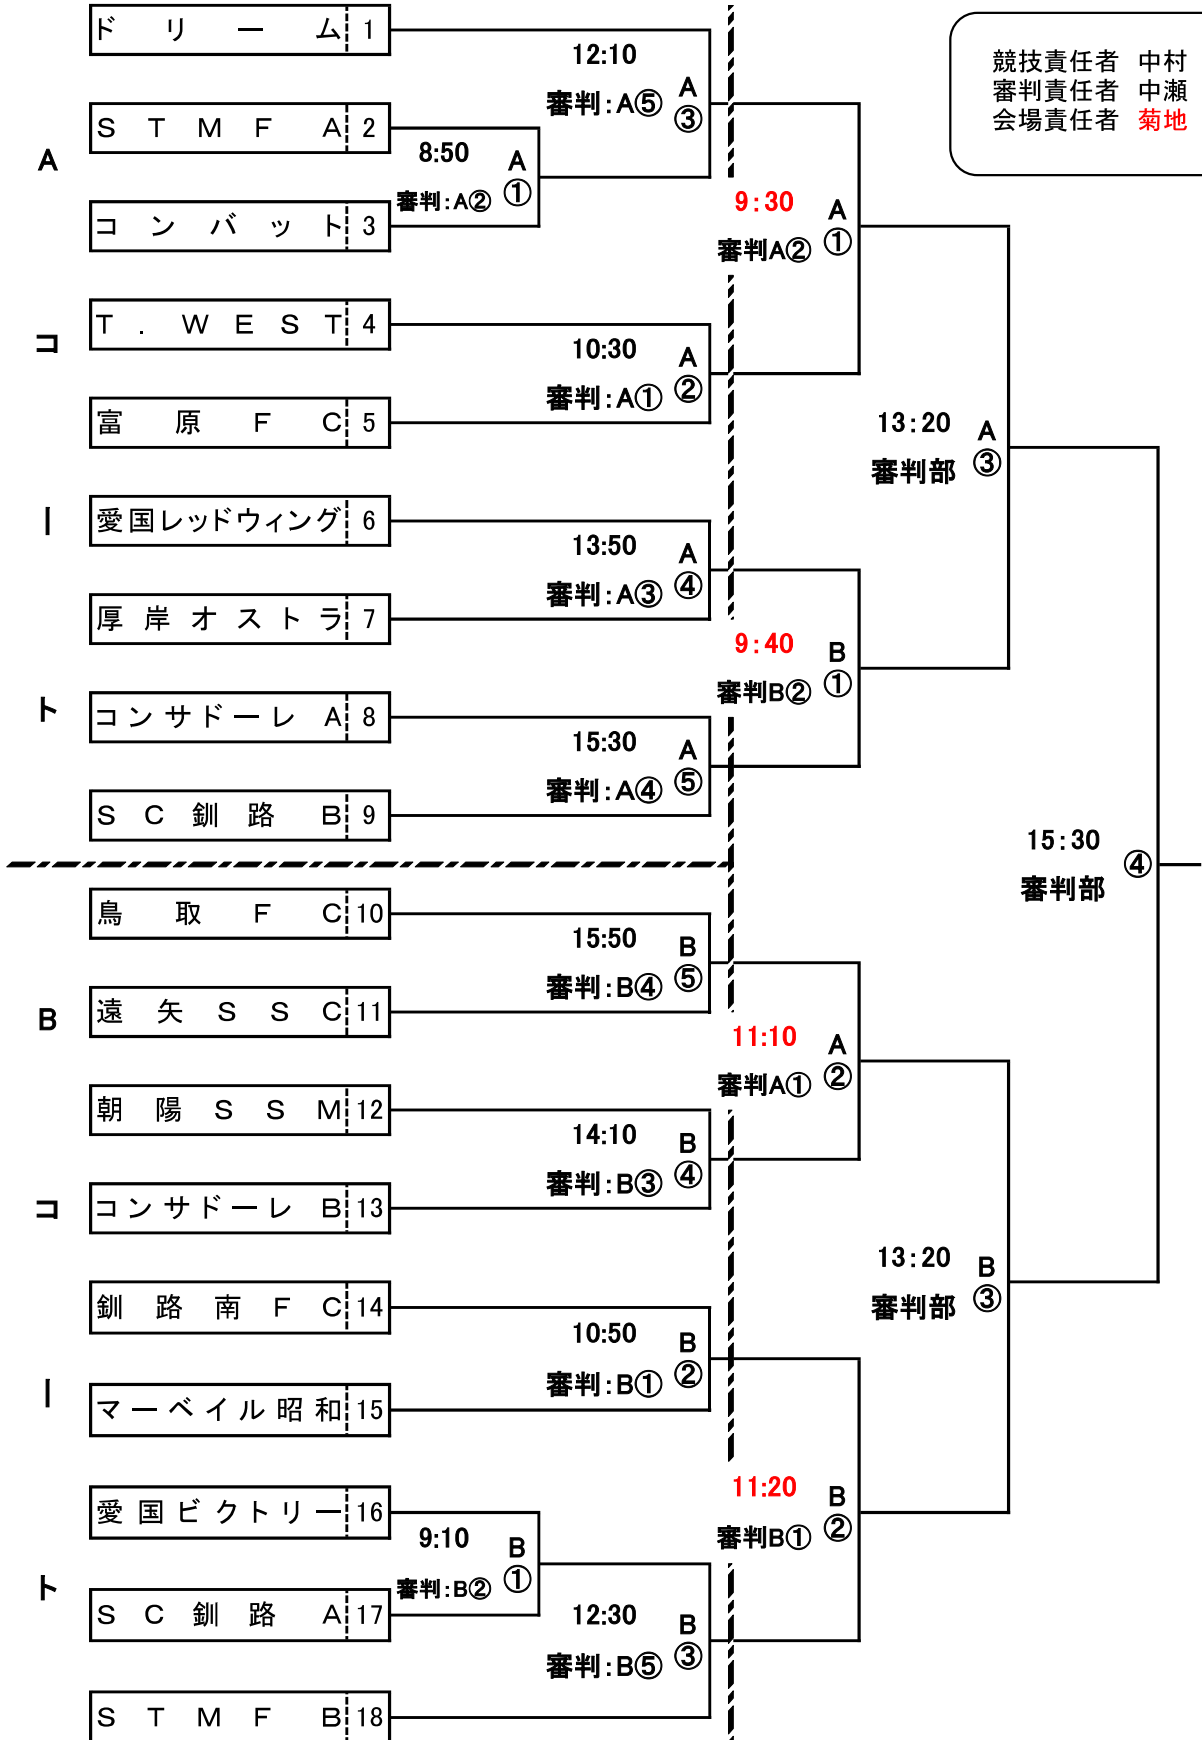 ドリーム 1
12:10
審判：A⑤
A
③
競技責任者 中村
審判責任者 中瀬
会場責任者 菊地
STMF A 2
8:50
審判：A②
A
①
A
コンバット 3
9：30
審判A②
A
①
T．WEST 4
コ
10:30
審判：A①
A
②
富原FC 5
13：20
審判部
A
③
愛国レッドウィング 6
ー
13:50
審判：A③
A
④
厚岸オストラ 7
9：40
審判B②
B
①
ト
コンサドーレ A 8
15:30
審判：A④
A
⑤
SC釧路 B 9
15：30
審判部
④
鳥取FC 10
15:50
審判：B④
B
⑤
B
遠矢SSC 11
11:10
審判A①
A
②
朝陽SSM 12
14:10
審判：B③
B
④
コ
コンサドーレ B 13
13：20
審判部
B
③
釧路南FC 14
10:50
審判：B①
B
②
ー
マーベイル昭和 15
11:20
審判B①
B
②
愛国ビクトリー 16
9:10
審判：B②
B
①
ト
SC釧路 A 17
12:30
審判：B⑤
B
③
STMF B 18